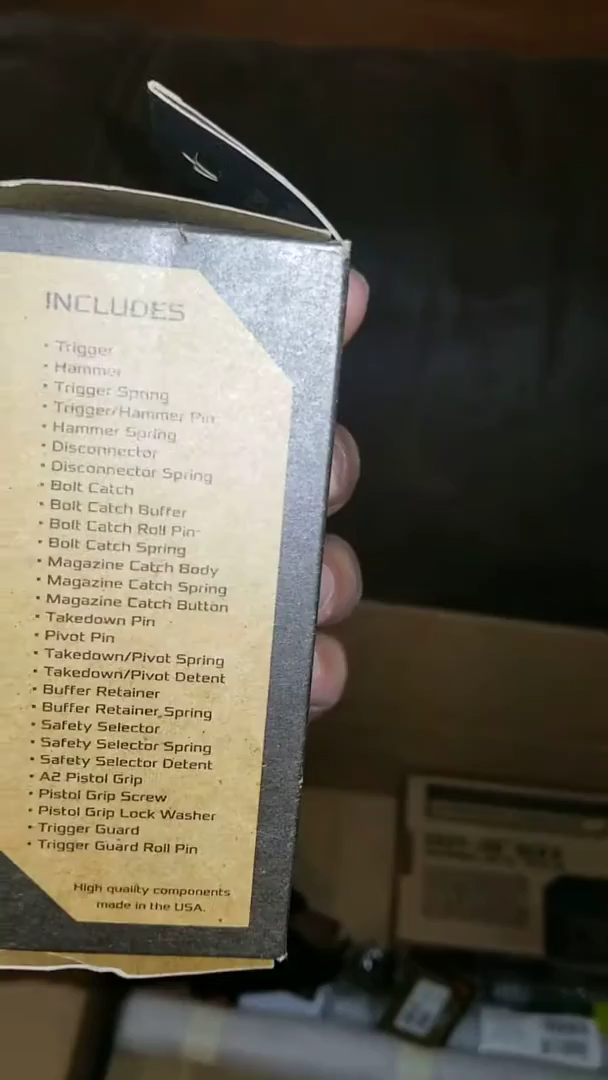 INCLUDES
• Trigger
• Hammer
• Trigger Spring
• Trigger/Hammer Pin
• Hammer Spring
• Disconnector
• Disconnector Spring
• Bolt Catch
• Bolt Catch Buffer
• Bolt Catch Roll Pin
• Bolt Catch Spring
• Magazine Catch Body
• Magazine Catch Spring
• Magazine Catch Button
• Takedown Pin
• Pivot Pin
• Takedown/Pivot Spring
• Takedown/Pivot Detent
• Buffer Retainer
• Buffer Retainer Spring
• Safety Selector
• Safety Selector Spring
• Safety Selector Detent
• A2 Pistol Grip
• Pistol Grip Screw
• Pistol Grip Lock Washer
• Trigger Guard
• Trigger Guard Roll Pin
High quality components
made in the USA.